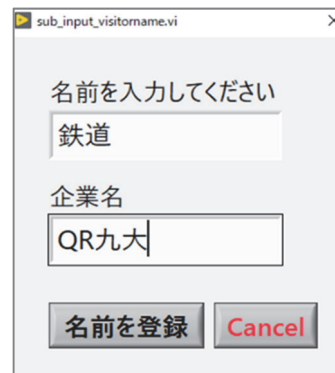 sub_input_visitorname.vi
名前を入力してください
鉄道
企業名
QR九大
名前を登録 Cancel